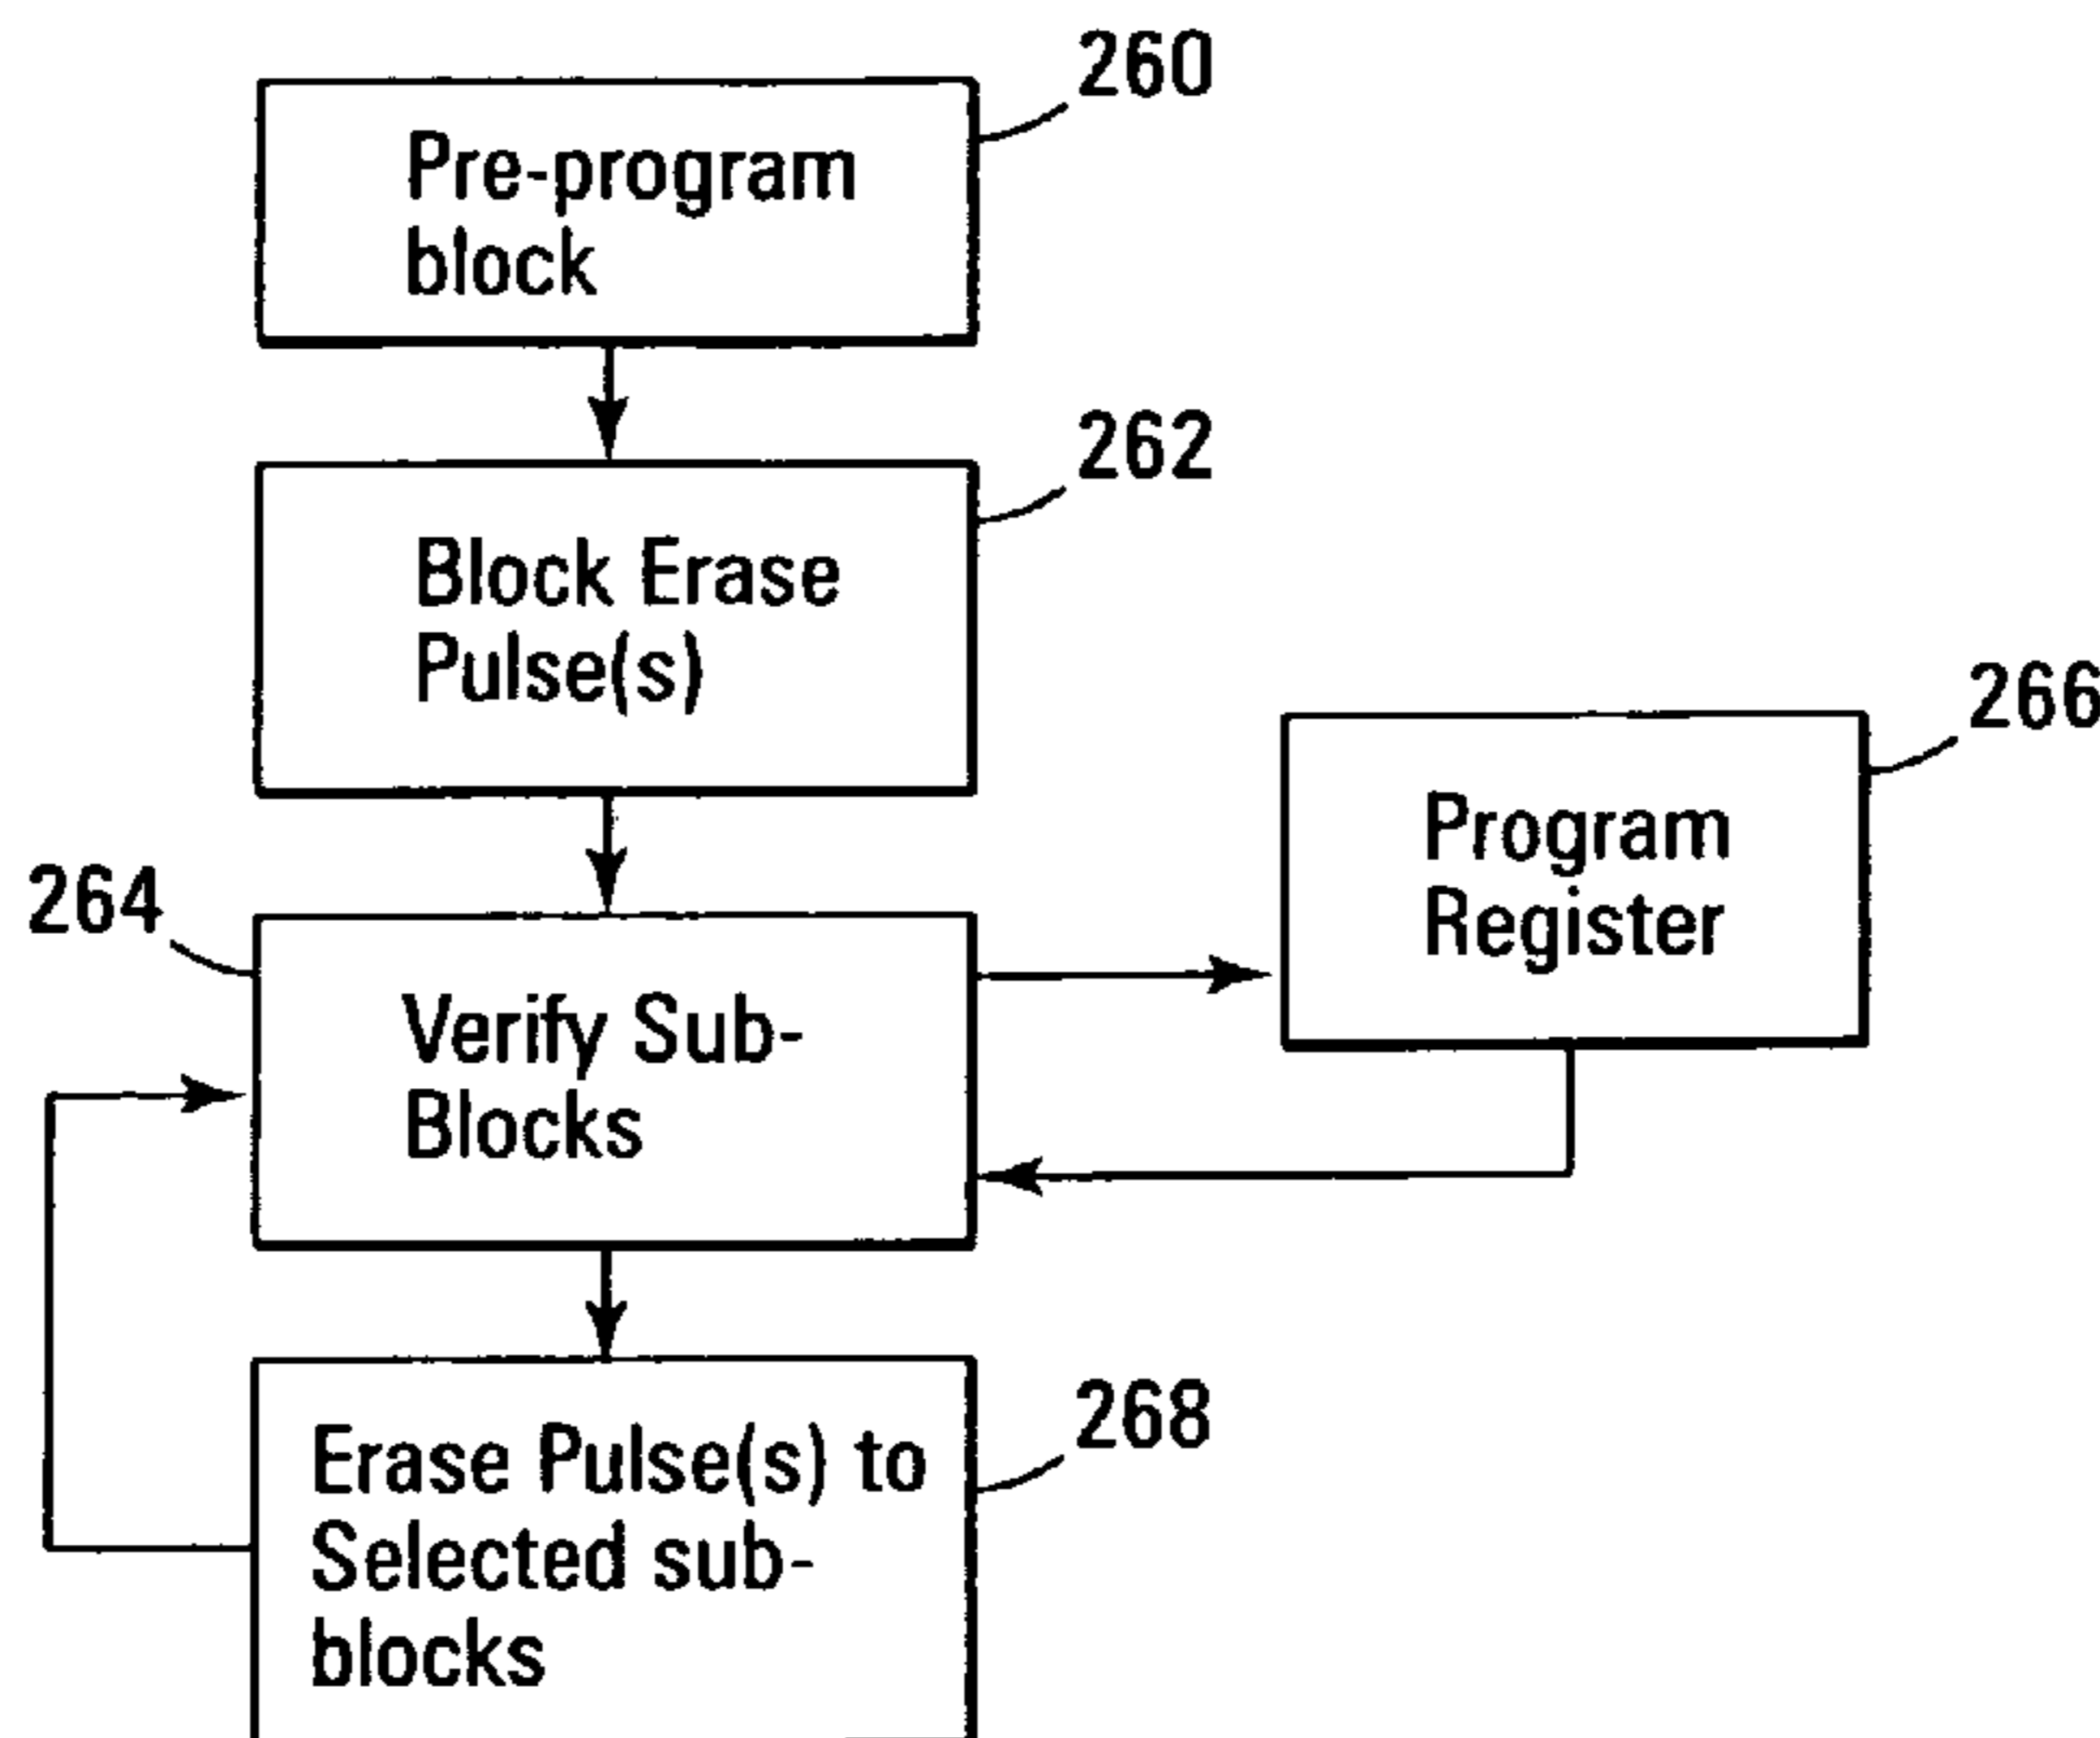 260
Pre-program
block
262
Block Erase
Pulse(s)
266
Program
Register
264
Verify Sub-
Blocks
268
Erase Pulse(s) to
Selected sub-
blocks